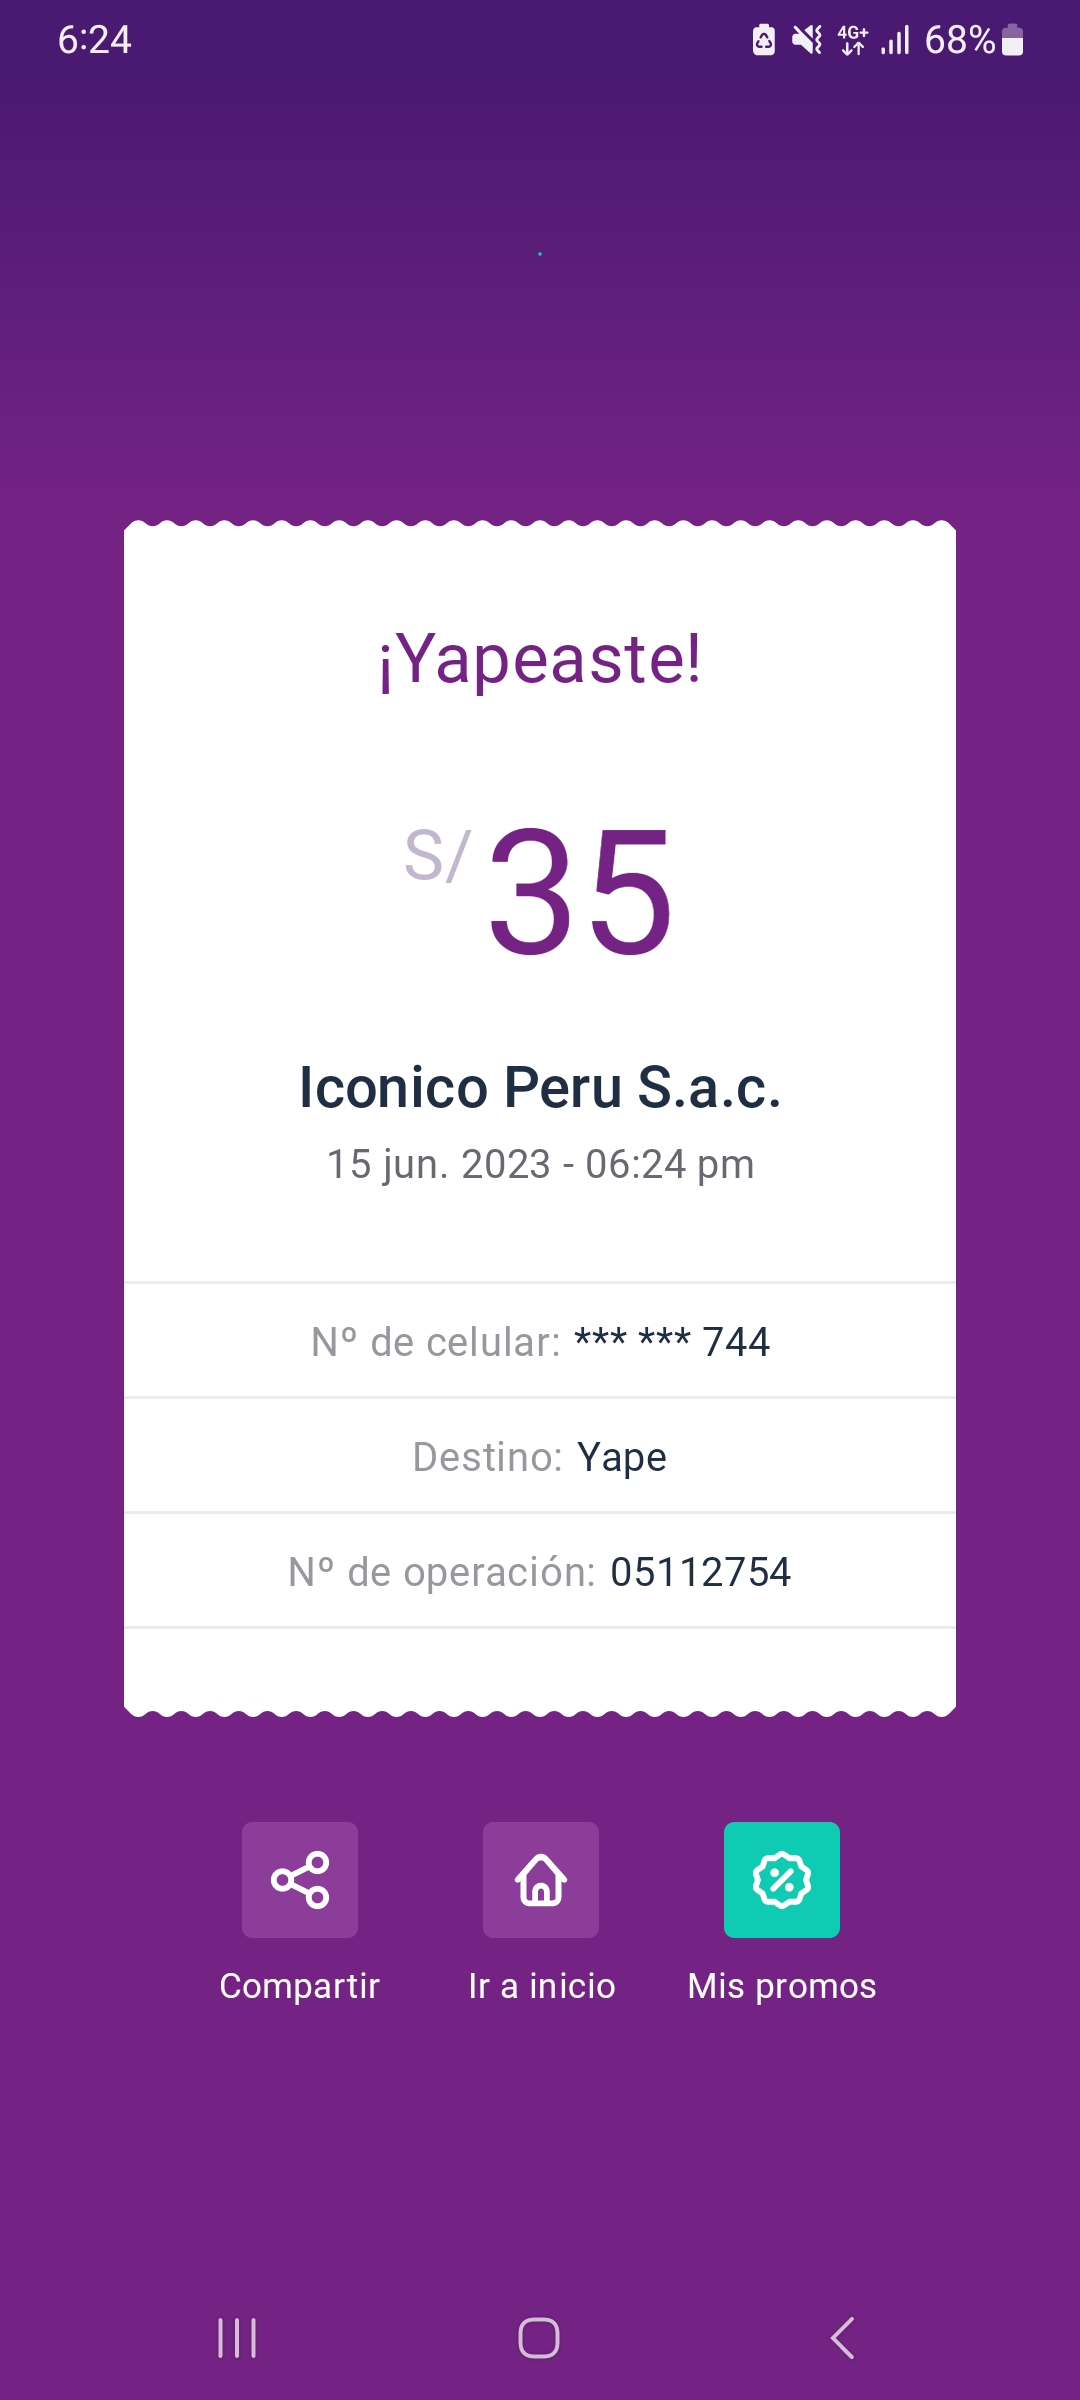 6:24
4G+
68%
¡Yapeaste!
S/ 35
Iconico Peru S.a.c.
15 jun. 2023 - 06:24 pm
Nº de celular: *** *** 744
Destino: Yape
Nº de operación: 05112754
Compartir
Ir a inicio
Mis promos